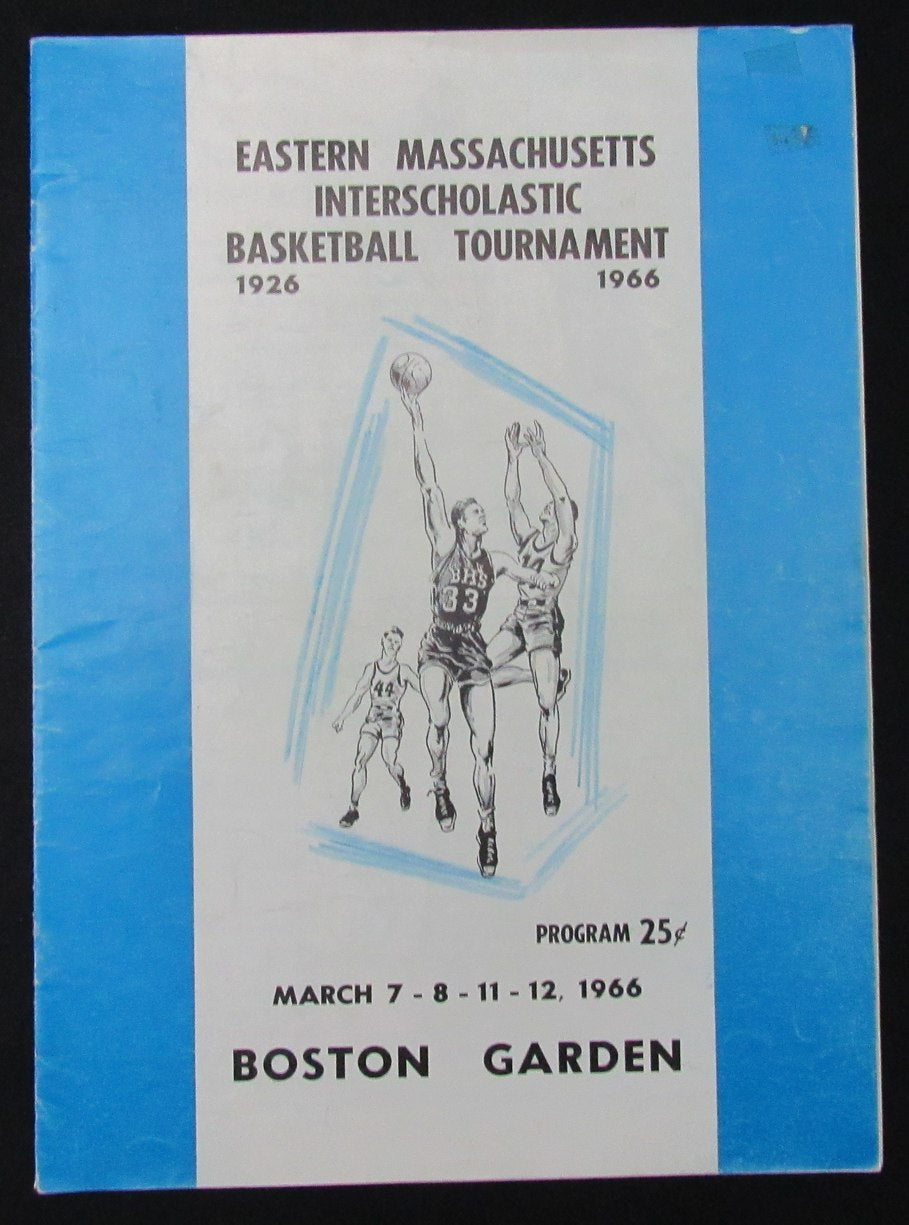 EASTERN MASSACHUSETTS
INTERSCHOLASTIC
BASKETBALL TOURNAMENT
1926 1966
14
BHS
33
44
PROGRAM 25¢
MARCH 7 - 8 - 11 - 12, 1966
BOSTON GARDEN